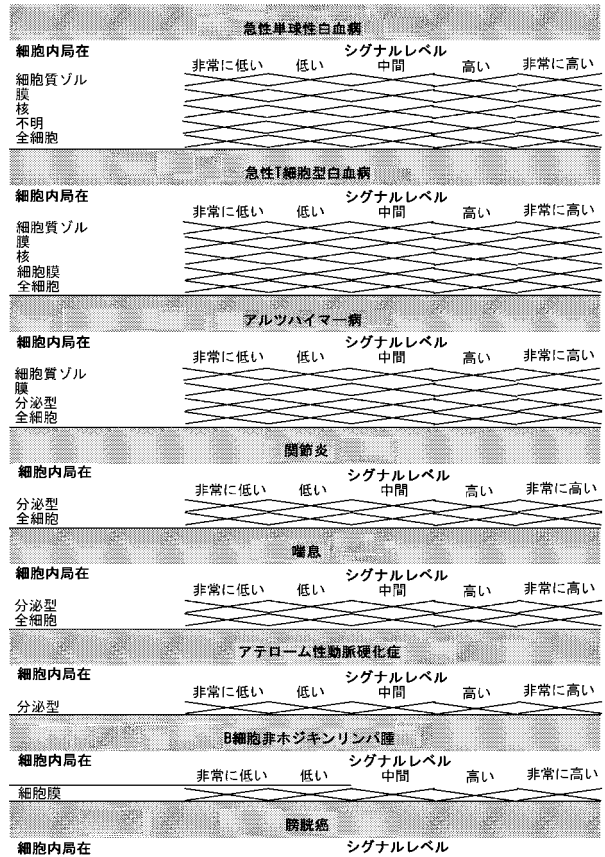 急性単球性白血病
細胞内局在 シグナルレベル
非常に低い 低い 中間 高い 非常に高い
細胞質ゾル
膜
核
不明
全細胞
急性T細胞型白血病
細胞内局在 シグナルレベル
非常に低い 低い 中間 高い 非常に高い
細胞質ゾル
膜
核
細胞膜
全細胞
アルツハイマー病
細胞内局在 シグナルレベル
非常に低い 低い 中間 高い 非常に高い
細胞質ゾル
膜
分泌型
全細胞
関節炎
細胞内局在 シグナルレベル
非常に低い 低い 中間 高い 非常に高い
分泌型
全細胞
喘息
細胞内局在 シグナルレベル
非常に低い 低い 中間 高い 非常に高い
分泌型
全細胞
アテローム性動脈硬化症
細胞内局在 シグナルレベル
非常に低い 低い 中間 高い 非常に高い
分泌型
B細胞非ホジキンリンパ腫
細胞内局在 シグナルレベル
非常に低い 低い 中間 高い 非常に高い
細胞膜
膀胱癌
細胞内局在 シグナルレベル